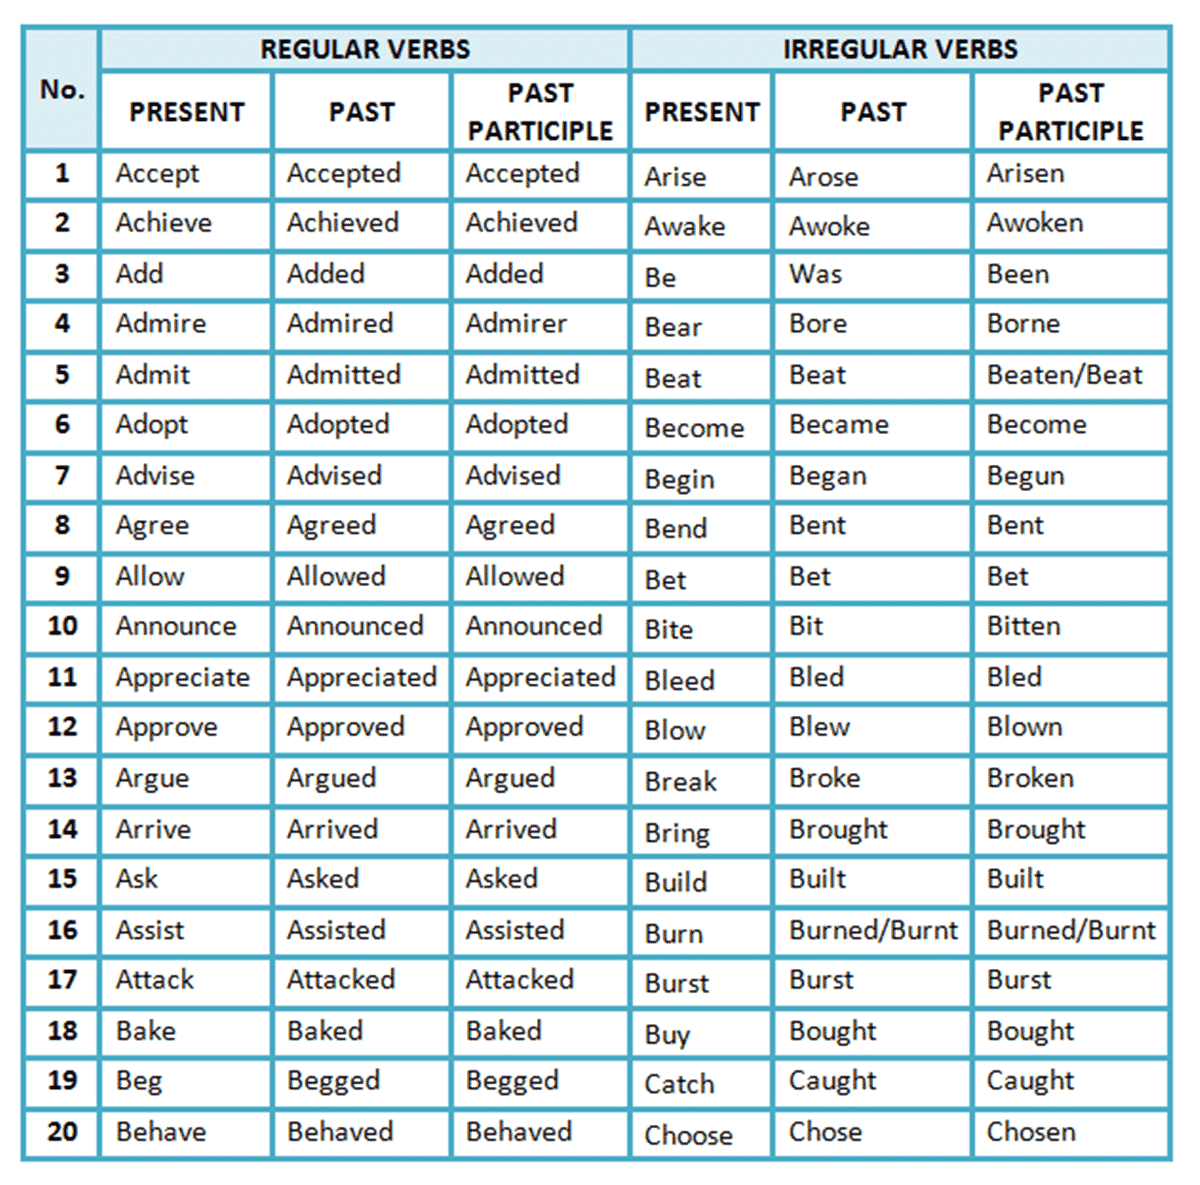 No. REGULAR VERBS IRREGULAR VERBS
PRESENT PAST PAST PARTICIPLE PRESENT PAST PAST PARTICIPLE
1 Accept Accepted Accepted Arise Arose Arisen
2 Achieve Achieved Achieved Awake Awoke Awoken
3 Add Added Added Be Was Been
4 Admire Admired Admirer Bear Bore Borne
5 Admit Admitted Admitted Beat Beat Beaten/Beat
6 Adopt Adopted Adopted Become Became Become
7 Advise Advised Advised Begin Began Begun
8 Agree Agreed Agreed Bend Bent Bent
9 Allow Allowed Allowed Bet Bet Bet
10 Announce Announced Announced Bite Bit Bitten
11 Appreciate Appreciated Appreciated Bleed Bled Bled
12 Approve Approved Approved Blow Blew Blown
13 Argue Argued Argued Break Broke Broken
14 Arrive Arrived Arrived Bring Brought Brought
15 Ask Asked Asked Build Built Built
16 Assist Assisted Assisted Burn Burned/Burnt Burned/Burnt
17 Attack Attacked Attacked Burst Burst Burst
18 Bake Baked Baked Buy Bought Bought
19 Beg Begged Begged Catch Caught Caught
20 Behave Behaved Behaved Choose Chose Chosen